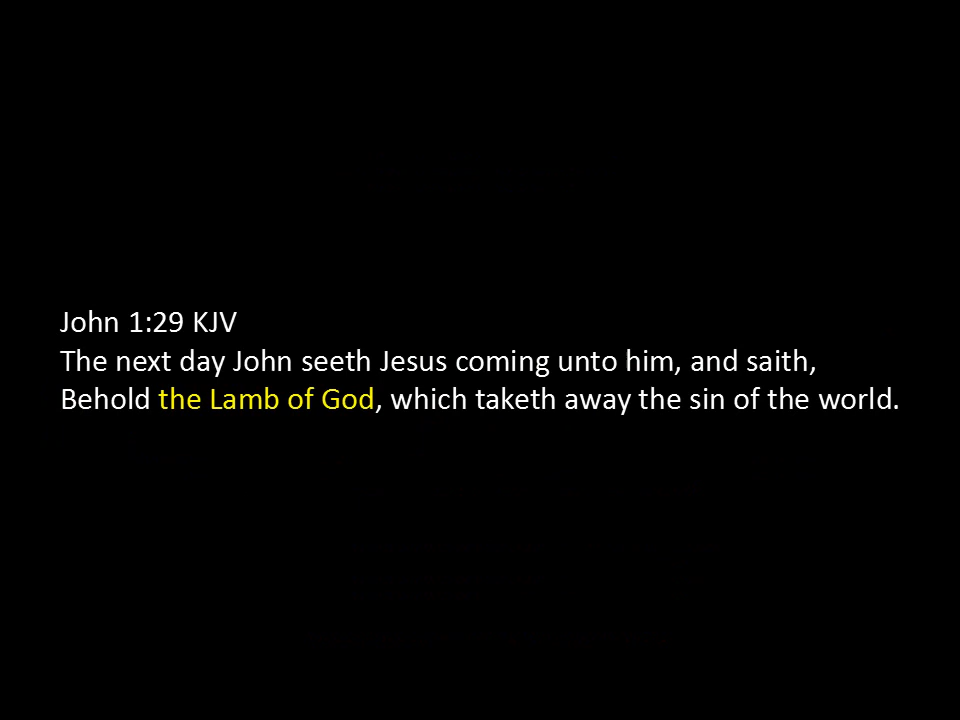 John 1:29 KJV
The next day John seeth Jesus coming unto him, and saith,
Behold the Lamb of God, which taketh away the sin of the world.